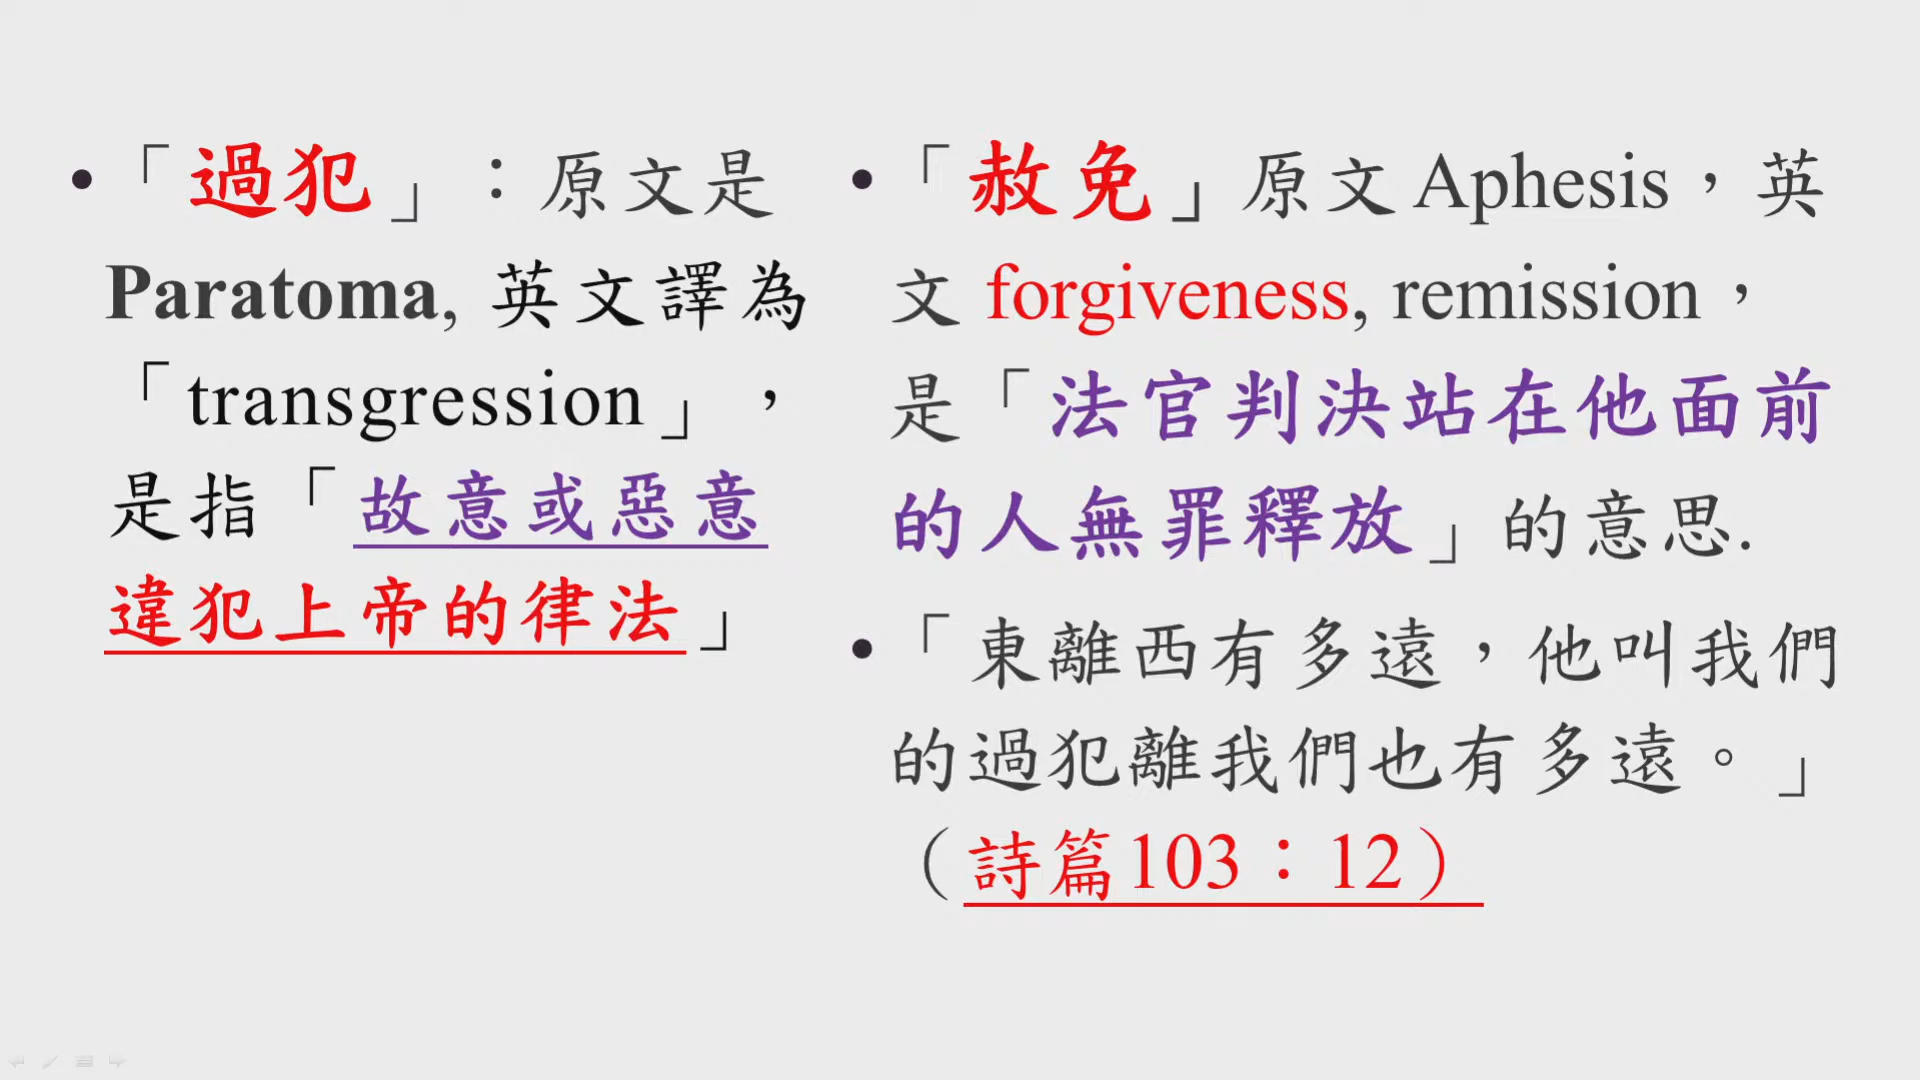 •「過犯」：原文是
Paratoma, 英文譯為
「transgression」，
是指「故意或惡意
違犯上帝的律法」
•「赦免」原文Aphesis，英
文 forgiveness, remission，
是「法官判決站在他面前
的人無罪釋放」的意思.
•「東離西有多遠，他叫我們
的過犯離我們也有多遠。」
（詩篇103：12）